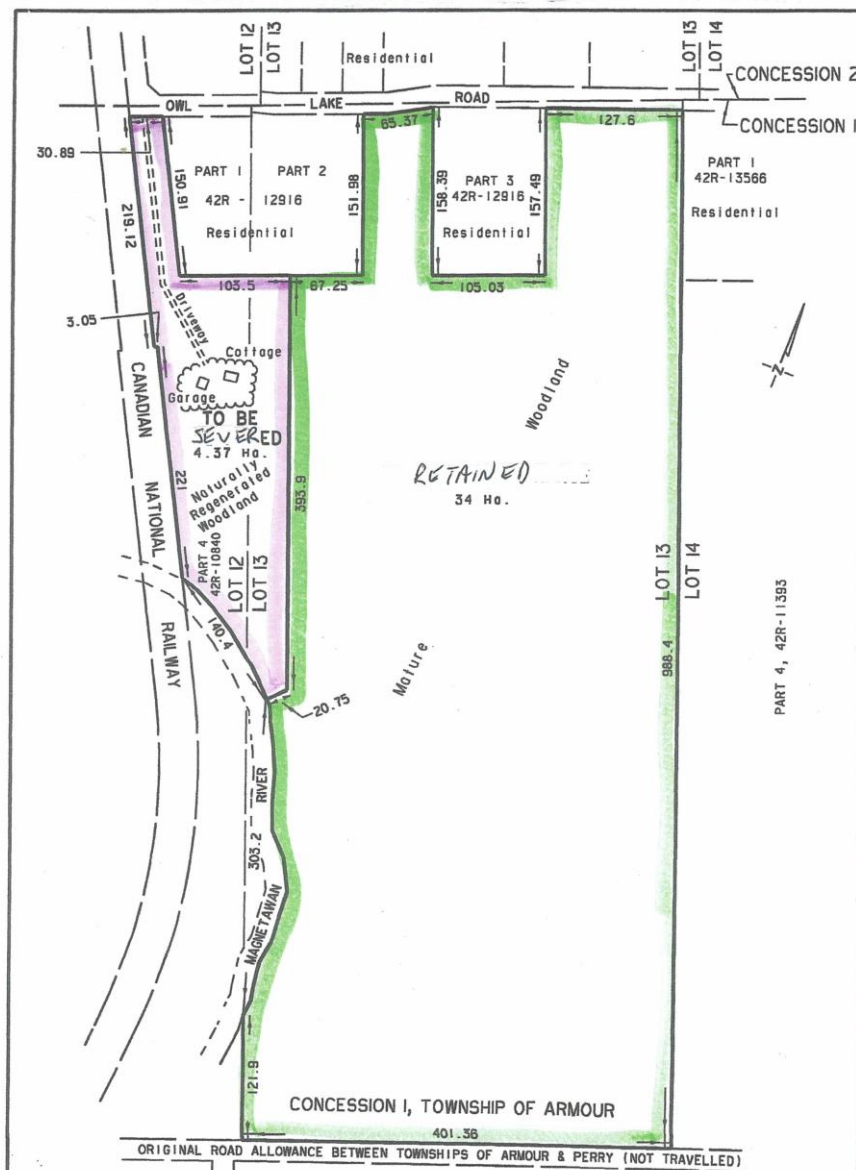 LOT 12
LOT 13
Residential
LOT 13
LOT 14
CONCESSION 2
OWL LAKE ROAD
CONCESSION 1
65.37
127.6
30.89
PART 1
42R-13566
Residential
PART 1 PART 2
42R - 12916
Residential
150.91
151.98
158.39
PART 3
42R-12916
Residential
157.49
219.12
103.5
67.25
105.03
3.05
Driveway
Cottage
Garage
TO BE
SEVERED
4.37 Ha.
Naturally
Regenerated
Woodland
Woodland
N
RETAINED
34 Ha.
393.9
221
CANADIAN NATIONAL RAILWAY
PART 4
42R-10840
LOT 12
LOT 13
LOT 13
LOT 14
140.4
988.4
PART 4, 42R-11393
Mature
20.75
MAGNETAWAN RIVER
303.2
121.9
CONCESSION 1, TOWNSHIP OF ARMOUR
401.36
ORIGINAL ROAD ALLOWANCE BETWEEN TOWNSHIPS OF ARMOUR & PERRY (NOT TRAVELLED)